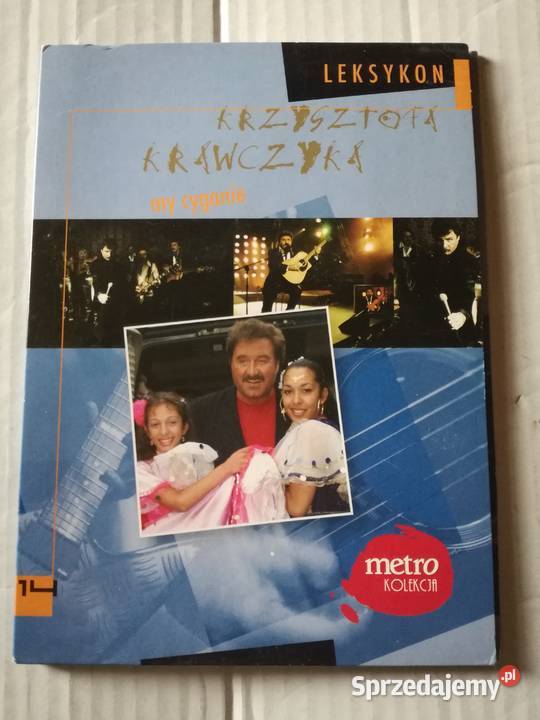 LEKSYKON
KRZYSZTOFA
KRAWCZYKA
my cyganie
metro
KOLEKCJA
14
Sprzedajemy.pl